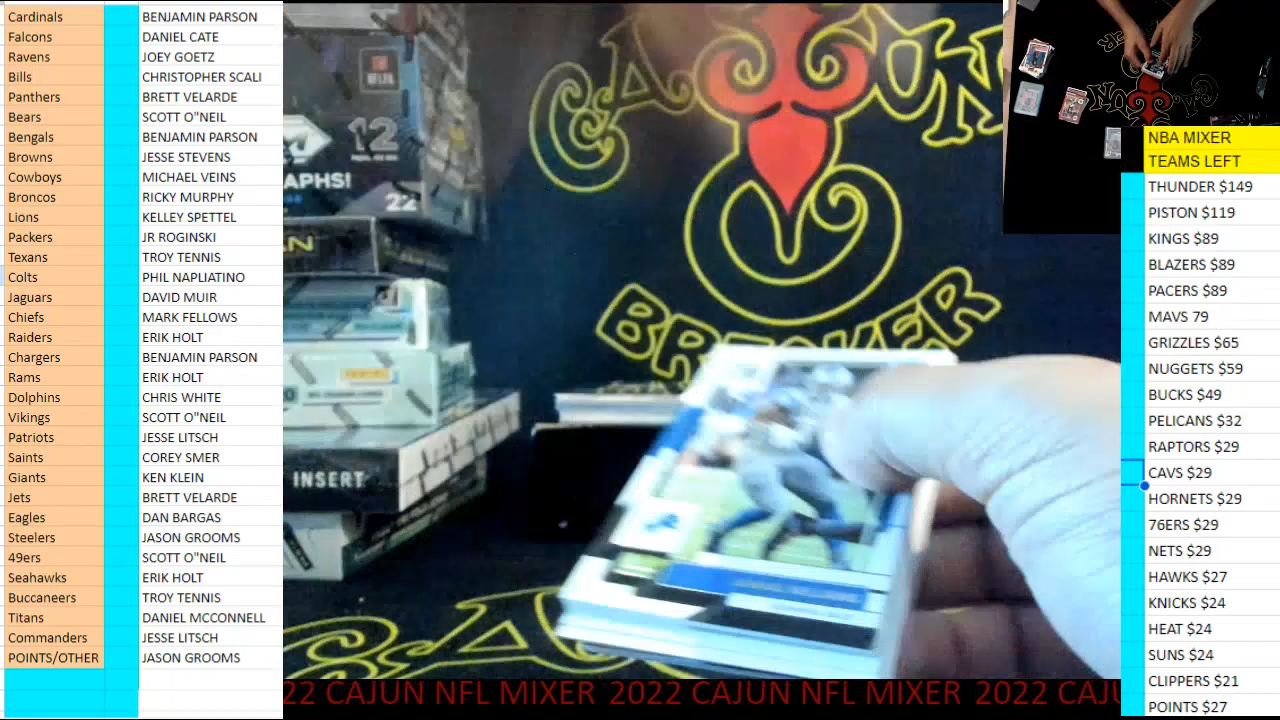 Cardinals BENJAMIN PARSON
Falcons DANIEL CATE
Ravens JOEY GOETZ
Bills CHRISTOPHER SCALI
Panthers BRETT VELARDE
Bears SCOTT O"NEIL
Bengals BENJAMIN PARSON
Browns JESSE STEVENS
Cowboys MICHAEL VEINS
Broncos RICKY MURPHY
Lions KELLEY SPETTEL
Packers JR ROGINSKI
Texans TROY TENNIS
Colts PHIL NAPLIATINO
Jaguars DAVID MUIR
Chiefs MARK FELLOWS
Raiders ERIK HOLT
Chargers BENJAMIN PARSON
Rams ERIK HOLT
Dolphins CHRIS WHITE
Vikings SCOTT O"NEIL
Patriots JESSE LITSCH
Saints COREY SMER
Giants KEN KLEIN
Jets BRETT VELARDE
Eagles DAN BARGAS
Steelers JASON GROOMS
49ers SCOTT O"NEIL
Seahawks ERIK HOLT
Buccaneers TROY TENNIS
Titans DANIEL MCCONNELL
Commanders JESSE LITSCH
POINTS/OTHER JASON GROOMS
12
APHS!
22
INSERT
CAJUN
BREAKER
22 CAJUN NFL MIXER 2022 CAJUN NFL MIXER 2022 CAJU
NBA MIXER
TEAMS LEFT
THUNDER $149
PISTON $119
KINGS $89
BLAZERS $89
PACERS $89
MAVS 79
GRIZZLES $65
NUGGETS $59
BUCKS $49
PELICANS $32
RAPTORS $29
CAVS $29
HORNETS $29
76ERS $29
NETS $29
HAWKS $27
KNICKS $24
HEAT $24
SUNS $24
CLIPPERS $21
POINTS $27